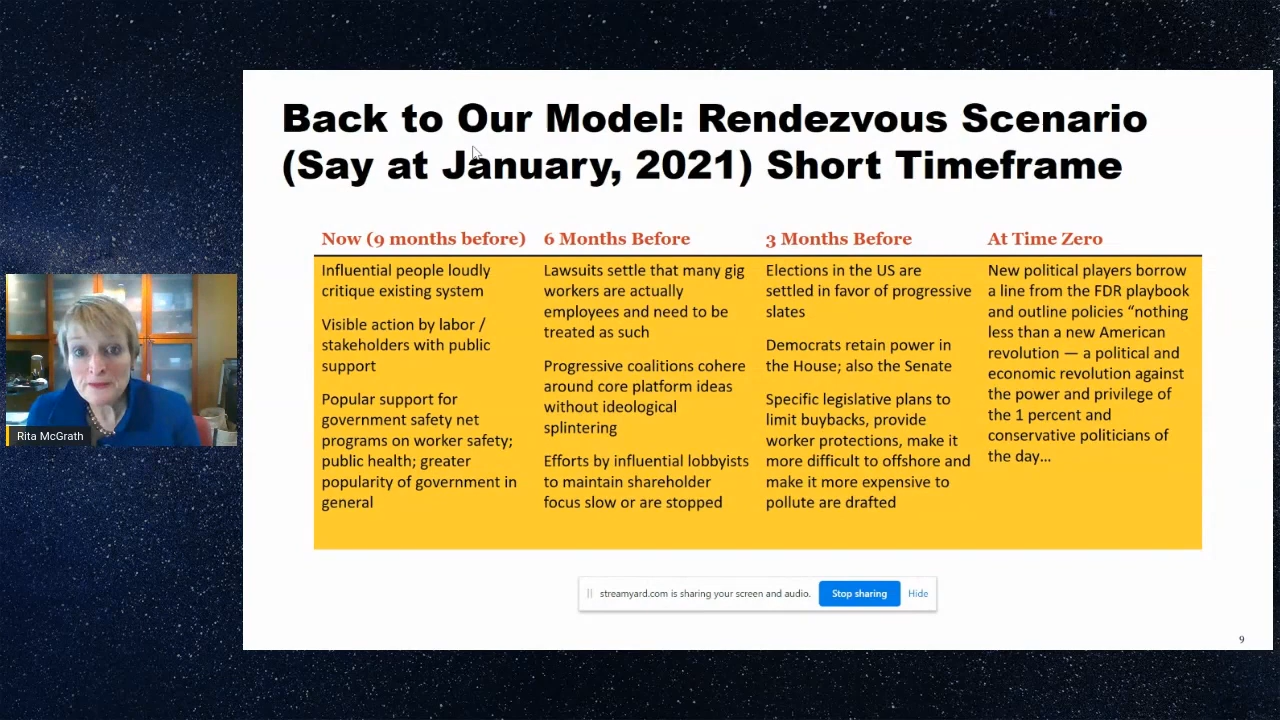 Back to Our Model: Rendezvous Scenario
(Say at January, 2021) Short Timeframe
Now (9 months before)
Influential people loudly
critique existing system
Visible action by labor /
stakeholders with public
support
Popular support for
government safety net
programs on worker safety;
public health; greater
popularity of government in
general
6 Months Before
Lawsuits settle that many gig
workers are actually
employees and need to be
treated as such
Progressive coalitions cohere
around core platform ideas
without ideological
splintering
Efforts by influential lobbyists
to maintain shareholder
focus slow or are stopped
3 Months Before
Elections in the US are
settled in favor of progressive
slates
Democrats retain power in
the House; also the Senate
Specific legislative plans to
limit buybacks, provide
worker protections, make it
more difficult to offshore and
make it more expensive to
pollute are drafted
At Time Zero
New political players borrow
a line from the FDR playbook
and outline policies “nothing
less than a new American
revolution — a political and
economic revolution against
the power and privilege of
the 1 percent and
conservative politicians of
the day…
Rita McGrath
streamyard.com is sharing your screen and audio.
Stop sharing
Hide
9